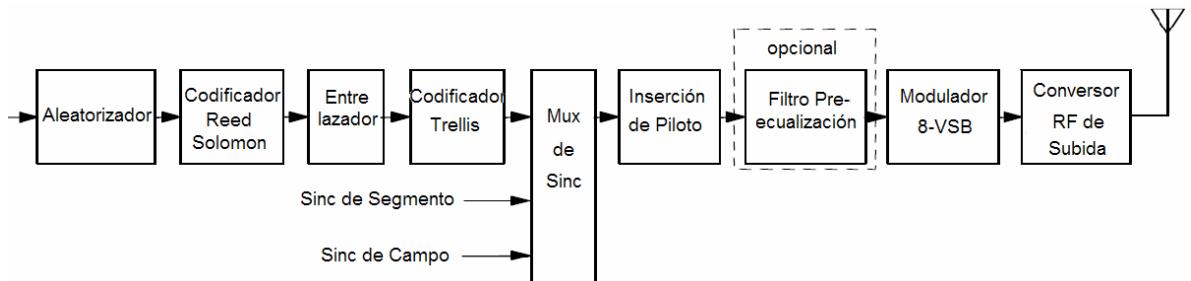 opcional
Aleatorizador
Codificador
Reed
Solomon
Entre
lazador
Codificador
Trellis
Mux
de
Sinc
Inserción
de Piloto
Filtro Pre-
ecualización
Modulador
8-VSB
Conversor
RF de
Subida
Sinc de Segmento
Sinc de Campo